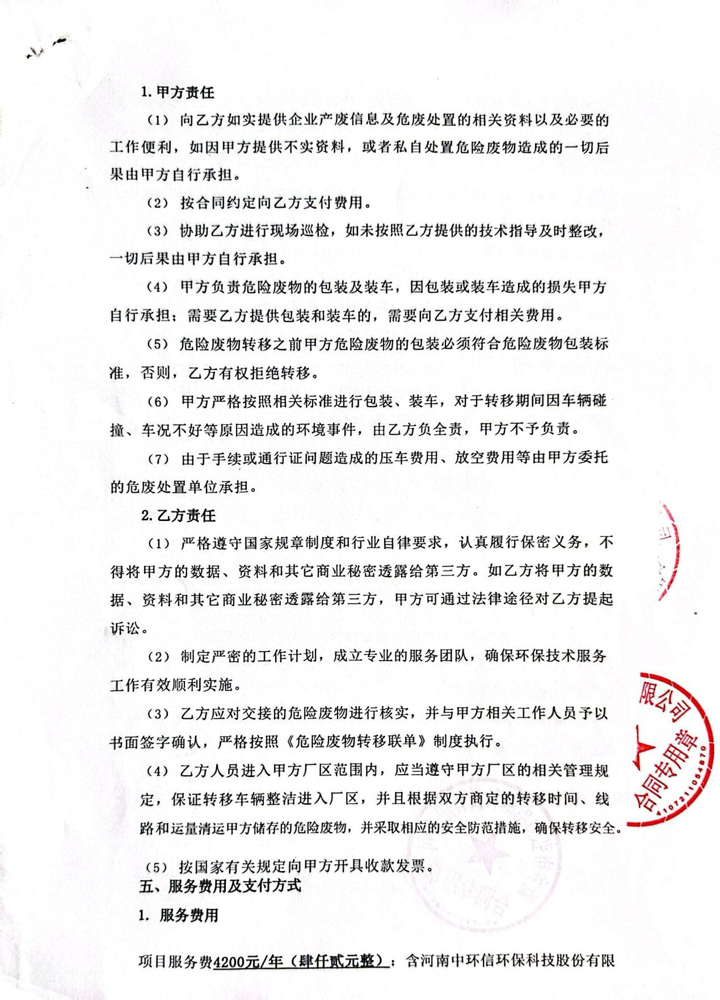 1. 甲方责任
（1） 向乙方如实提供企业产废信息及危废处置的相关资料以及必要的
工作便利，如因甲方提供不实资料，或者私自处置危险废物造成的一切后
果由甲方自行承担。
（2） 按合同约定向乙方支付费用。
（3） 协助乙方进行现场巡检，如未按照乙方提供的技术指导及时整改，
一切后果由甲方自行承担。
（4） 甲方负责危险废物的包装及装车，因包装或装车造成的损失甲方
自行承担；需要乙方提供包装和装车的，需要向乙方支付相关费用。
（5） 危险废物转移之前甲方危险废物的包装必须符合危险废物包装标
准，否则，乙方有权拒绝转移。
（6） 甲方严格按照相关标准进行包装、装车，对于转移期间因车辆碰
撞、车况不好等原因造成的环境事件，由乙方负全责，甲方不予负责。
（7） 由于手续或通行证问题造成的压车费用、放空费用等由甲方委托
的危废处置单位承担。
2. 乙方责任
（1） 严格遵守国家规章制度和行业自律要求，认真履行保密义务，不
得将甲方的数据、资料和其它商业秘密透露给第三方。如乙方将甲方的数
据、资料和其它商业秘密透露给第三方，甲方可通过法律途径对乙方提起
诉讼。
（2） 制定严密的工作计划，成立专业的服务团队，确保环保技术服务
工作有效顺利实施。
（3） 乙方应对交接的危险废物进行核实，并与甲方相关工作人员予以
书面签字确认，严格按照《危险废物转移联单》制度执行。
（4） 乙方人员进入甲方厂区范围内，应当遵守甲方厂区的相关管理规
定，保证转移车辆整洁进入厂区，并且根据双方商定的转移时间、线
路和运量清运甲方储存的危险废物，并采取相应的安全防范措施，确保转移安全。
（5） 按国家有关规定向甲方开具收款发票。
五、服务费用及支付方式
1. 服务费用
项目服务费4200元/年（肆仟贰元整）：含河南中环信环保科技股份有限
限公司
合同专用章
4107211054870